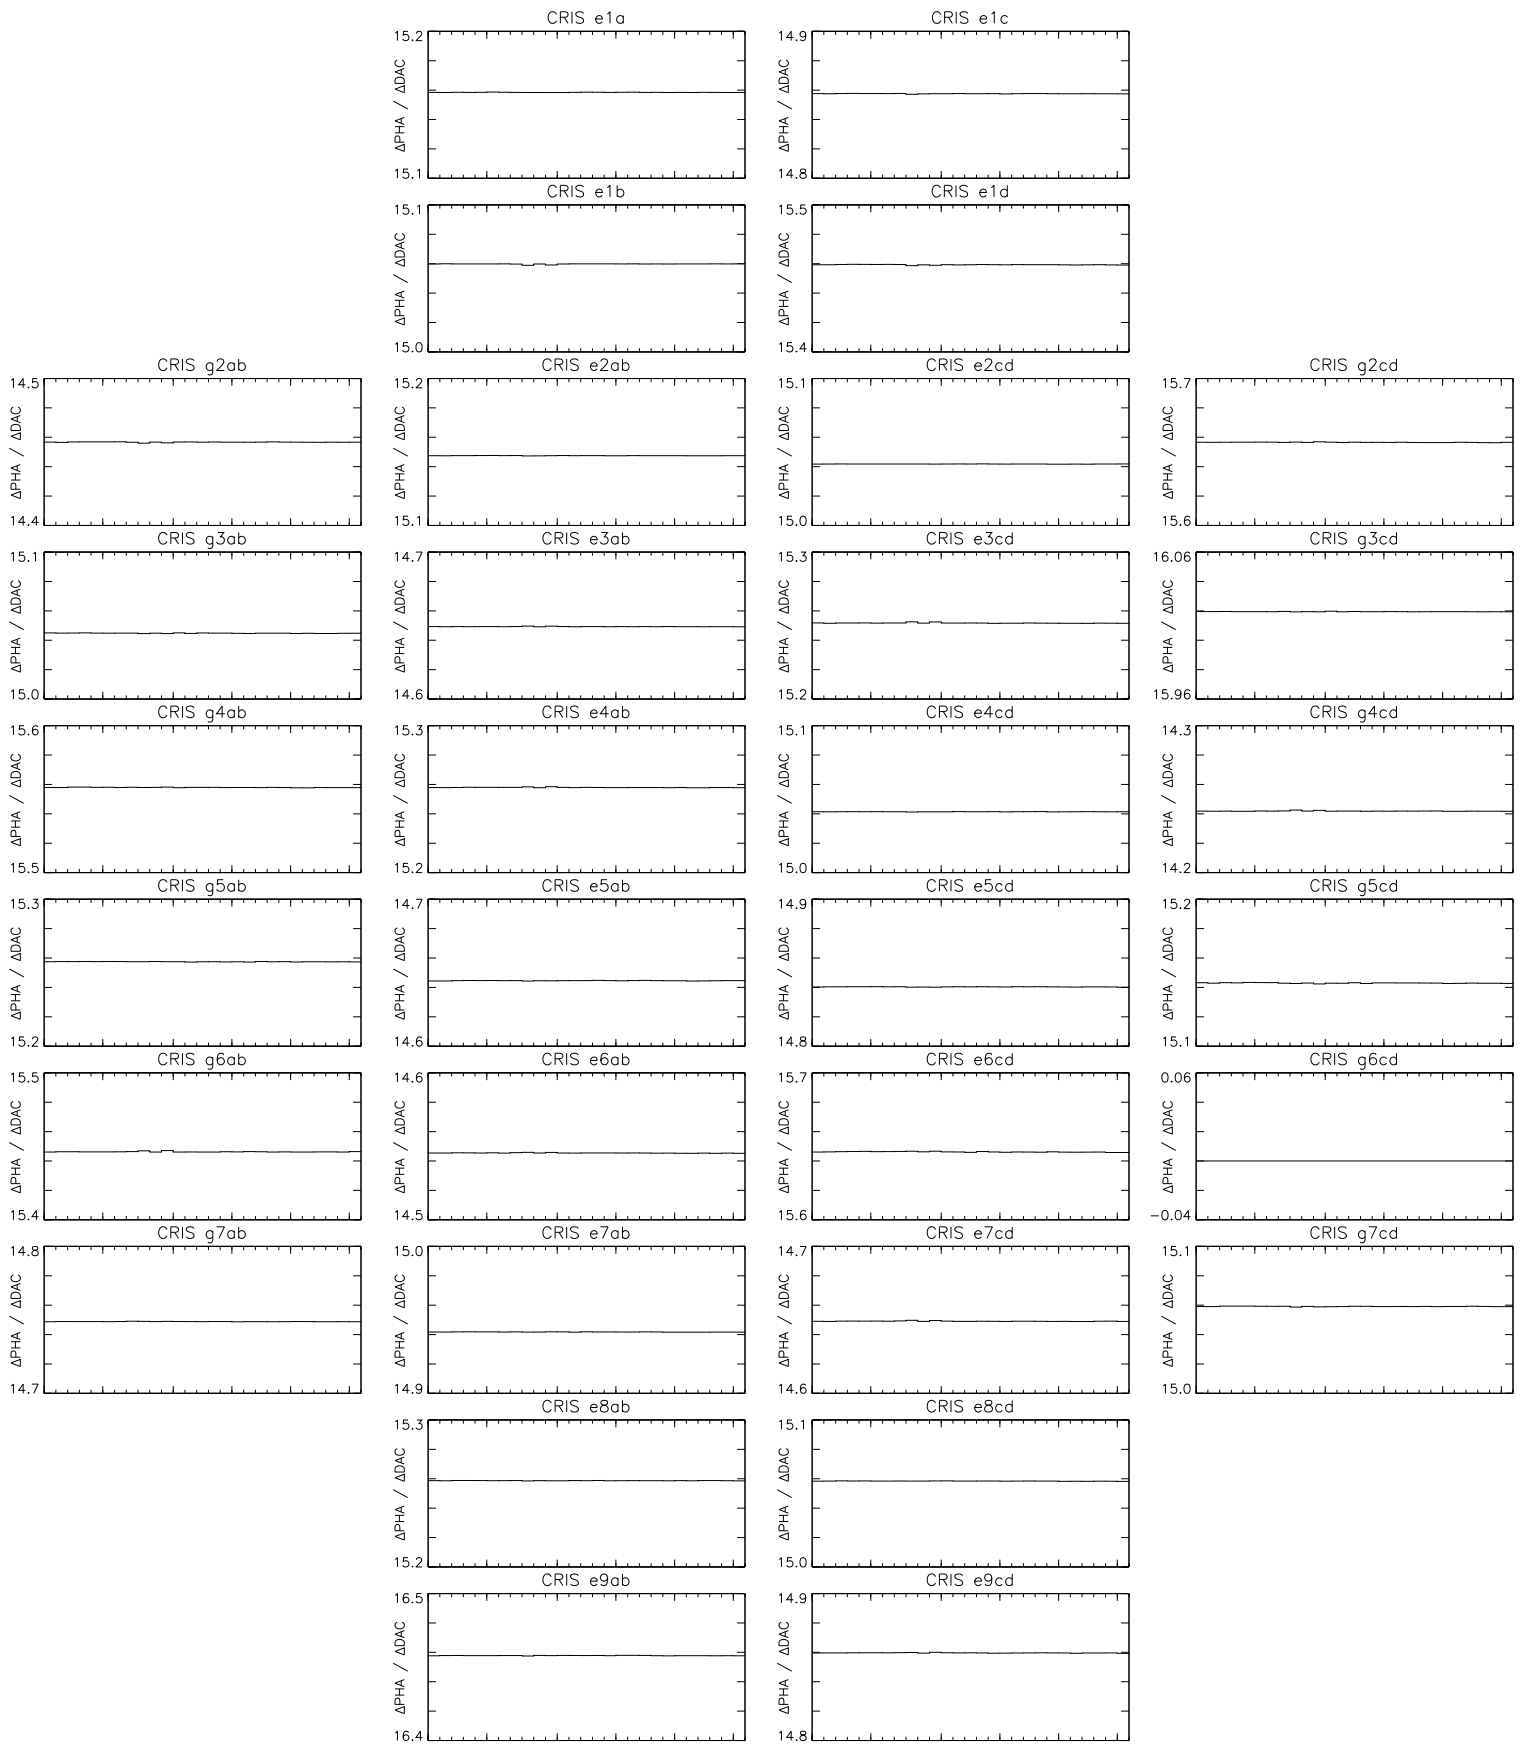 CRIS e1a
CRIS e1c
15.2
ΔPHA / ΔDAC
15.1
14.9
ΔPHA / ΔDAC
14.8
CRIS e1b
CRIS e1d
15.1
ΔPHA / ΔDAC
15.0
15.5
ΔPHA / ΔDAC
15.4
CRIS g2ab
CRIS e2ab
CRIS e2cd
CRIS g2cd
14.5
ΔPHA / ΔDAC
14.4
15.2
ΔPHA / ΔDAC
15.1
15.1
ΔPHA / ΔDAC
15.0
15.7
ΔPHA / ΔDAC
15.6
CRIS g3ab
CRIS e3ab
CRIS e3cd
CRIS g3cd
15.1
ΔPHA / ΔDAC
15.0
14.7
ΔPHA / ΔDAC
14.6
15.3
ΔPHA / ΔDAC
15.2
16.06
ΔPHA / ΔDAC
15.96
CRIS g4ab
CRIS e4ab
CRIS e4cd
CRIS g4cd
15.6
ΔPHA / ΔDAC
15.5
15.3
ΔPHA / ΔDAC
15.2
15.1
ΔPHA / ΔDAC
15.0
14.3
ΔPHA / ΔDAC
14.2
CRIS g5ab
CRIS e5ab
CRIS e5cd
CRIS g5cd
15.3
ΔPHA / ΔDAC
15.2
14.7
ΔPHA / ΔDAC
14.6
14.9
ΔPHA / ΔDAC
14.8
15.2
ΔPHA / ΔDAC
15.1
CRIS g6ab
CRIS e6ab
CRIS e6cd
CRIS g6cd
15.5
ΔPHA / ΔDAC
15.4
14.6
ΔPHA / ΔDAC
14.5
15.7
ΔPHA / ΔDAC
15.6
0.06
ΔPHA / ΔDAC
−0.04
CRIS g7ab
CRIS e7ab
CRIS e7cd
CRIS g7cd
14.8
ΔPHA / ΔDAC
14.7
15.0
ΔPHA / ΔDAC
14.9
14.7
ΔPHA / ΔDAC
14.6
15.1
ΔPHA / ΔDAC
15.0
CRIS e8ab
CRIS e8cd
15.3
ΔPHA / ΔDAC
15.2
15.1
ΔPHA / ΔDAC
15.0
CRIS e9ab
CRIS e9cd
16.5
ΔPHA / ΔDAC
16.4
14.9
ΔPHA / ΔDAC
14.8